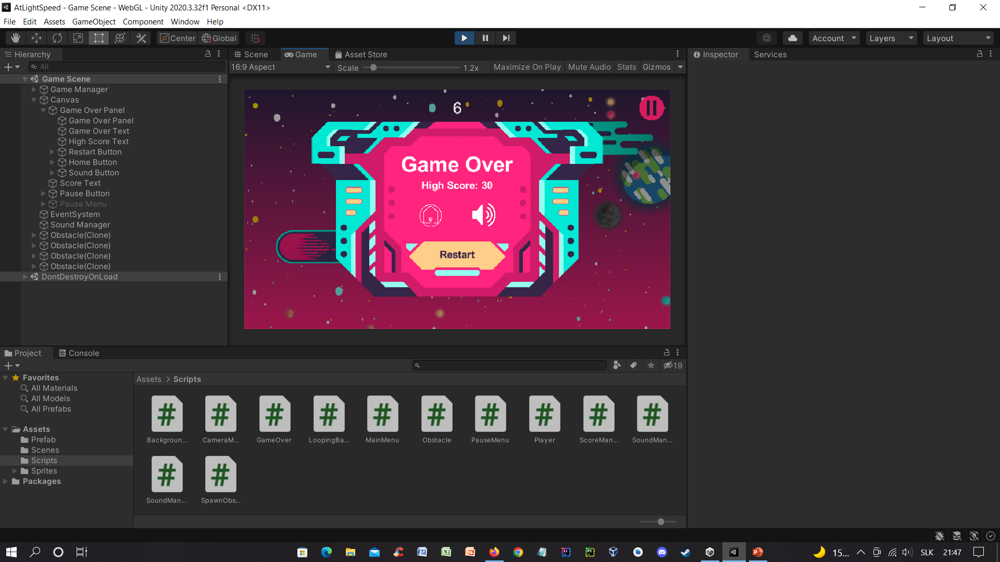 AtLightSpeed - Game Scene - WebGL - Unity 2020.3.32f1 Personal <DX11>
File Edit Assets GameObject Component Window Help
Center Global
Account Layers Layout
Hierarchy
All
Game Scene
Game Manager
Canvas
Game Over Panel
Game Over Panel
Game Over Text
High Score Text
Restart Button
Home Button
Sound Button
Score Text
Pause Button
Pause Menu
EventSystem
Sound Manager
Obstacle(Clone)
Obstacle(Clone)
Obstacle(Clone)
Obstacle(Clone)
DontDestroyOnLoad
Scene Game Asset Store
16:9 Aspect Scale 1.2x Maximize On Play Mute Audio Stats Gizmos
6
Game Over
High Score: 30
Restart
Inspector Services
Project Console
19
Favorites
All Materials
All Models
All Prefabs
Assets
Prefab
Scenes
Scripts
Sprites
Packages
Assets > Scripts
Backgroun... CameraM... GameOver LoopingBa... MainMenu Obstacle PauseMenu Player ScoreMan... SoundMan...
SoundMan... SpawnObs...
15... SLK 21:47